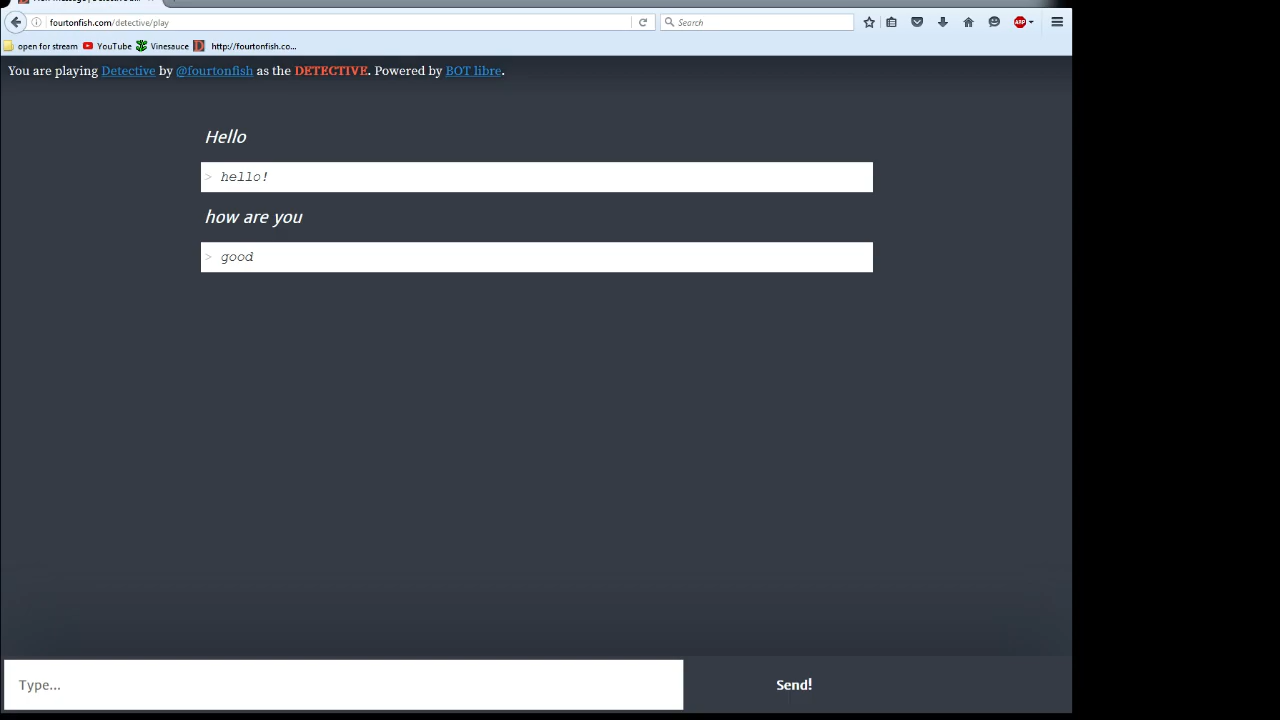 fourtonfish.com/detective/play
Search
ABP
open for stream YouTube Vinesauce http://fourtonfish.co...
You are playing Detective by @fourtonfish as the DETECTIVE. Powered by BOT libre.
Hello
> hello!
how are you
> good
Type...
Send!